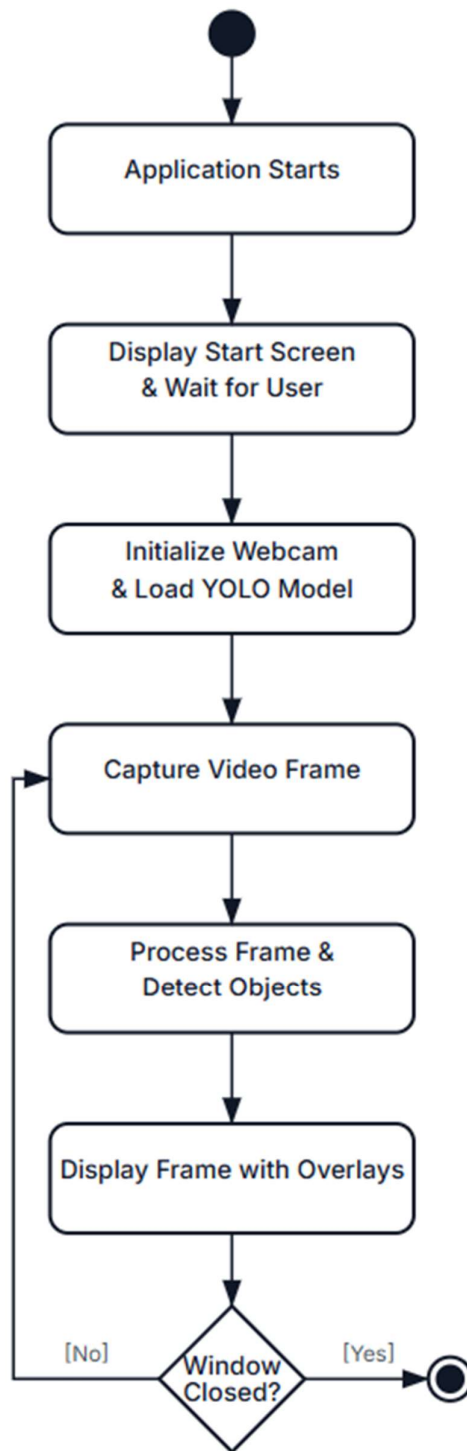 Application Starts
Display Start Screen
& Wait for User
Initialize Webcam
& Load YOLO Model
Capture Video Frame
Process Frame &
Detect Objects
Display Frame with Overlays
[No]
Window
Closed?
[Yes]